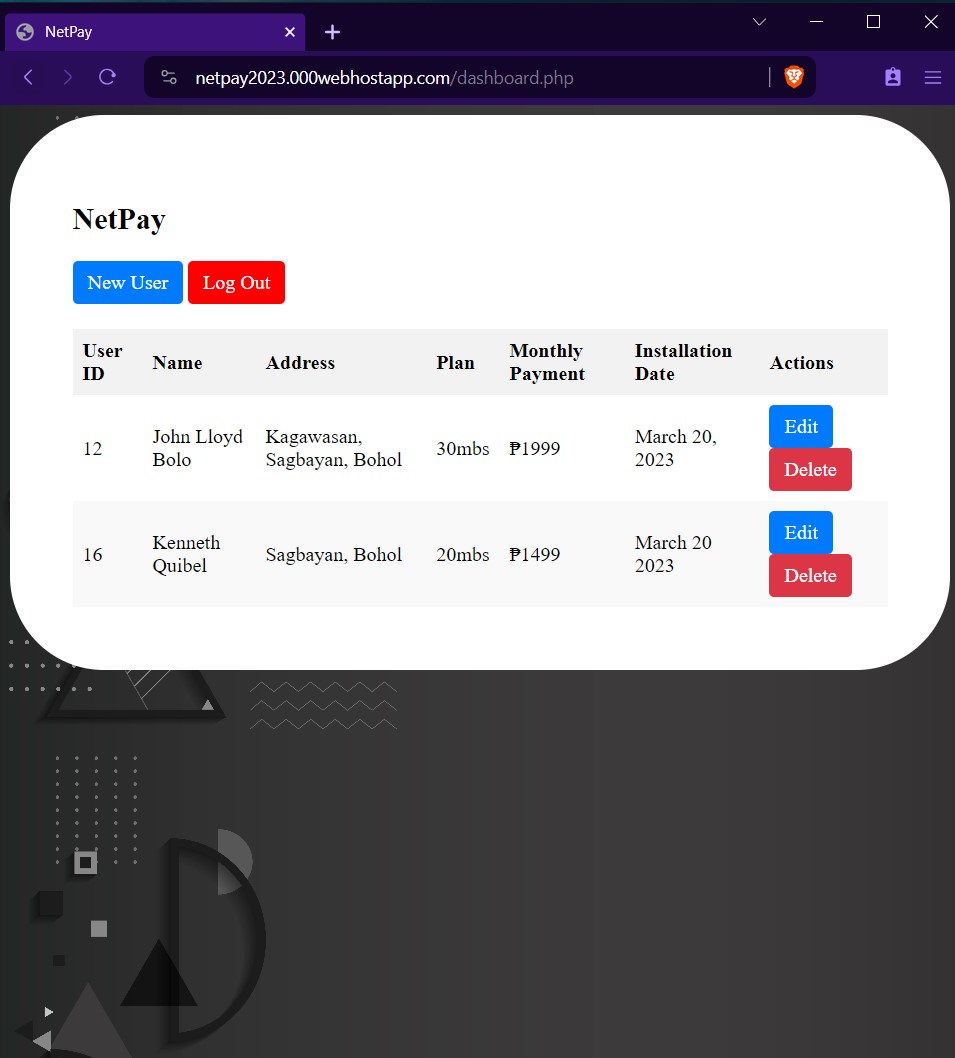 NetPay
netpay2023.000webhostapp.com/dashboard.php
NetPay
New User Log Out
User ID Name Address Plan Monthly Payment Installation Date Actions
12 John Lloyd Bolo Kagawasan, Sagbayan, Bohol 30mbs ₱1999 March 20, 2023 Edit Delete
16 Kenneth Quibel Sagbayan, Bohol 20mbs ₱1499 March 20 2023 Edit Delete